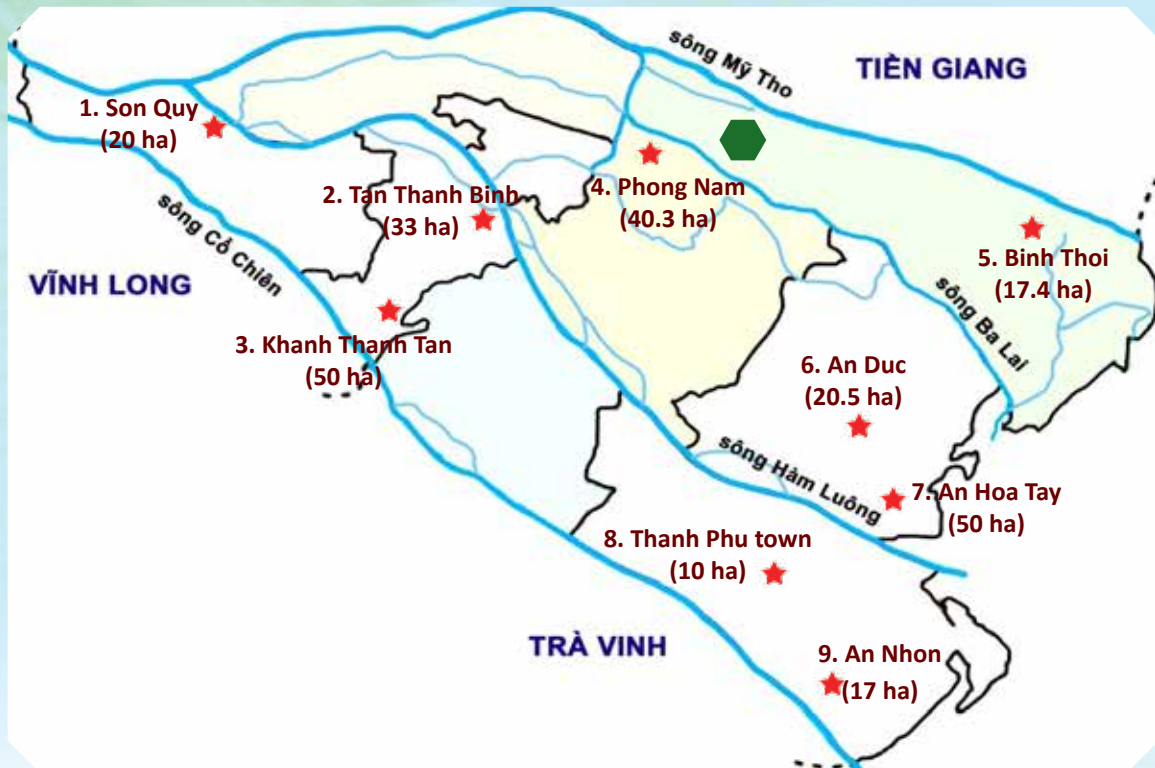 sông Mỹ Tho
TIỀN GIANG
1. Son Quy
(20 ha)
2. Tan Thanh Binh
(33 ha)
4. Phong Nam
(40.3 ha)
5. Binh Thoi
(17.4 ha)
sông Cổ Chiên
VĨNH LONG
sông Ba Lai
3. Khanh Thanh Tan
(50 ha)
6. An Duc
(20.5 ha)
sông Hàm Luông
7. An Hoa Tay
(50 ha)
8. Thanh Phu town
(10 ha)
TRÀ VINH
9. An Nhon
(17 ha)